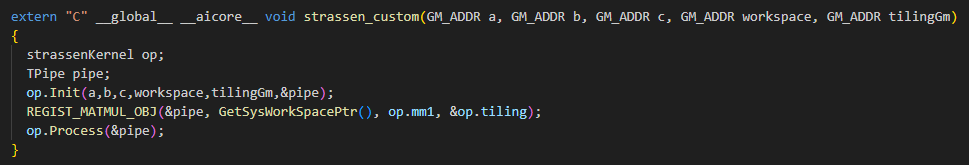 extern "C" __global__ __aicore__ void strassen_custom(GM_ADDR a, GM_ADDR b, GM_ADDR c, GM_ADDR workspace, GM_ADDR tilingGm)
{
  strassenKernel op;
  TPipe pipe;
  op.Init(a,b,c,workspace,tilingGm,&pipe);
  REGIST_MATMUL_OBJ(&pipe, GetSysWorkSpacePtr(), op.mm1, &op.tiling);
  op.Process(&pipe);
}